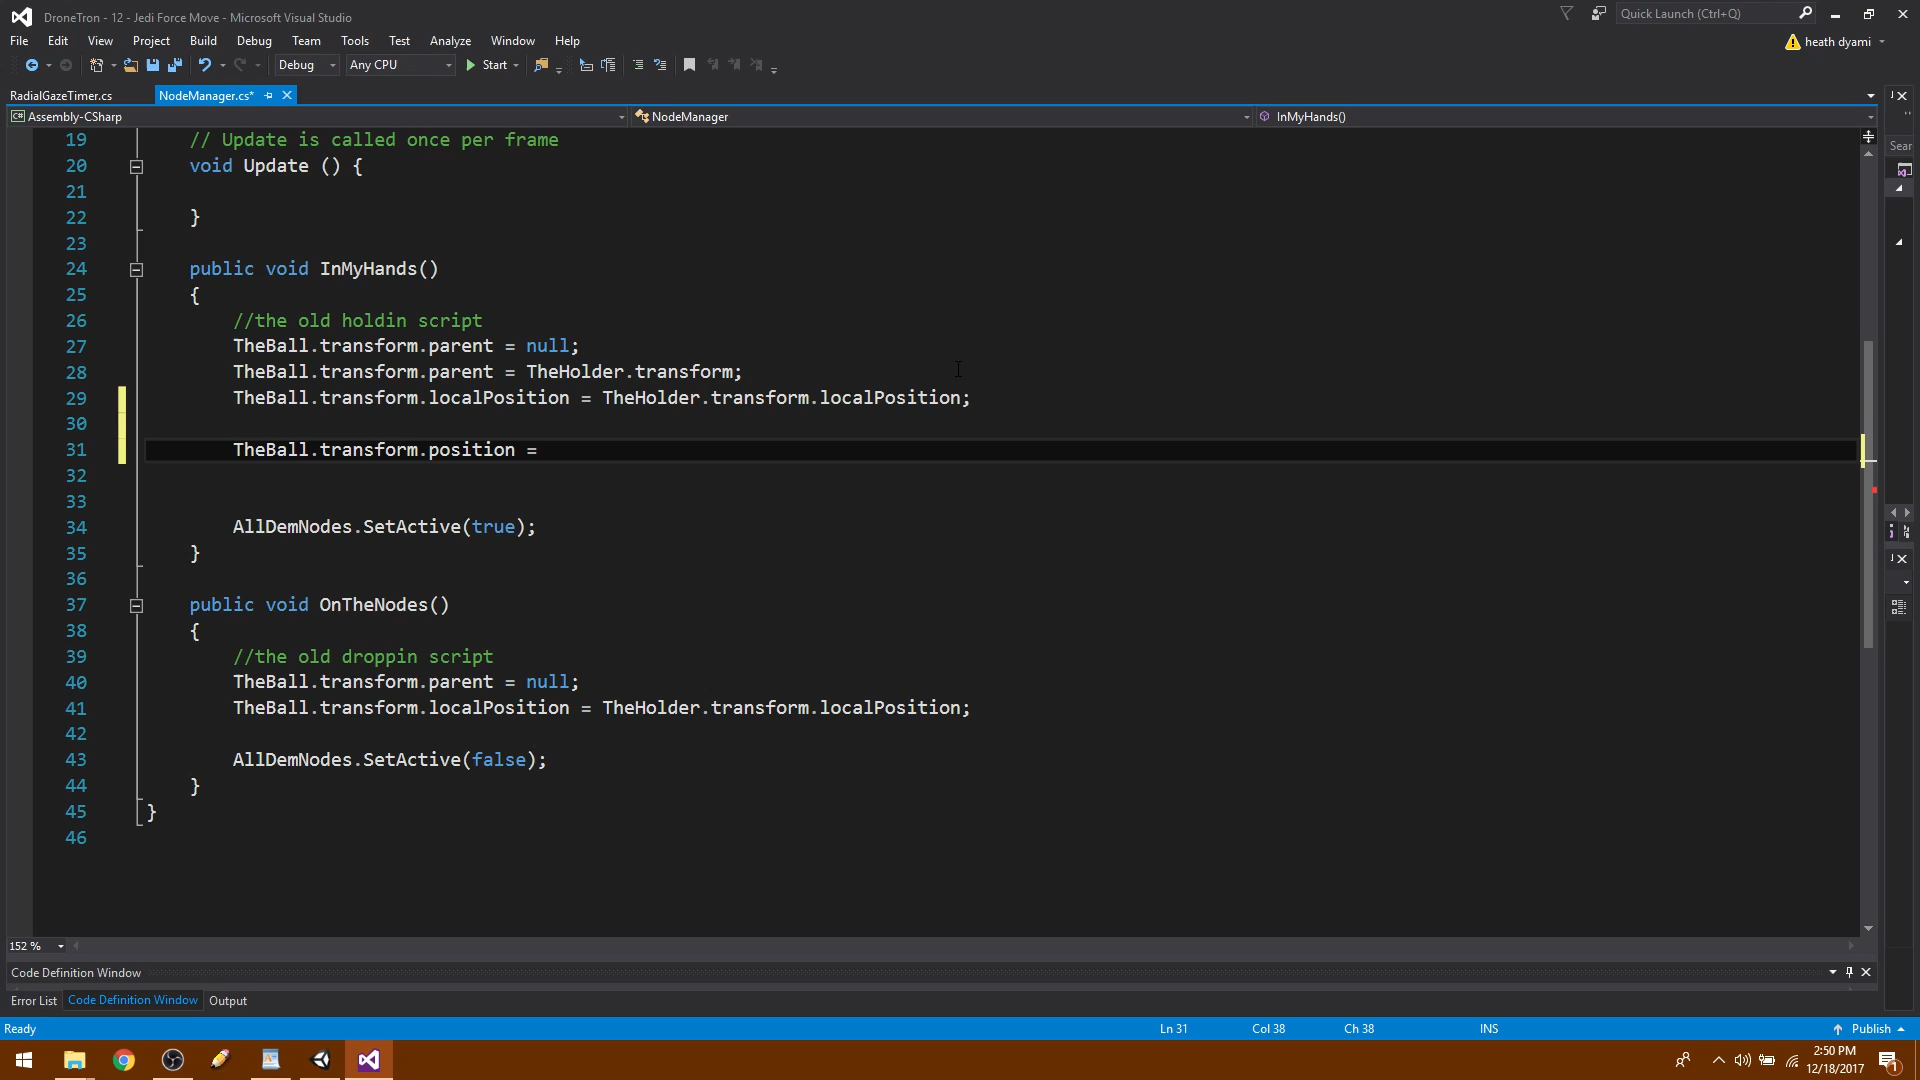 DroneTron - 12 - Jedi Force Move - Microsoft Visual Studio
Quick Launch (Ctrl+Q)
File Edit View Project Build Debug Team Tools Test Analyze Window Help
heath dyami
Debug Any CPU Start
RadialGazeTimer.cs NodeManager.cs*
Assembly-CSharp NodeManager InMyHands()
19 // Update is called once per frame
20 void Update () {
21
22 }
23
24 public void InMyHands()
25 {
26 //the old holdin script
27 TheBall.transform.parent = null;
28 TheBall.transform.parent = TheHolder.transform;
29 TheBall.transform.localPosition = TheHolder.transform.localPosition;
30
31 TheBall.transform.position =
32
33
34 AllDemNodes.SetActive(true);
35 }
36
37 public void OnTheNodes()
38 {
39 //the old droppin script
40 TheBall.transform.parent = null;
41 TheBall.transform.localPosition = TheHolder.transform.localPosition;
42
43 AllDemNodes.SetActive(false);
44 }
45 }
46
Sear
152 %
Code Definition Window
Error List Code Definition Window Output
Ready Ln 31 Col 38 Ch 38 INS Publish
2:50 PM
12/18/2017
1